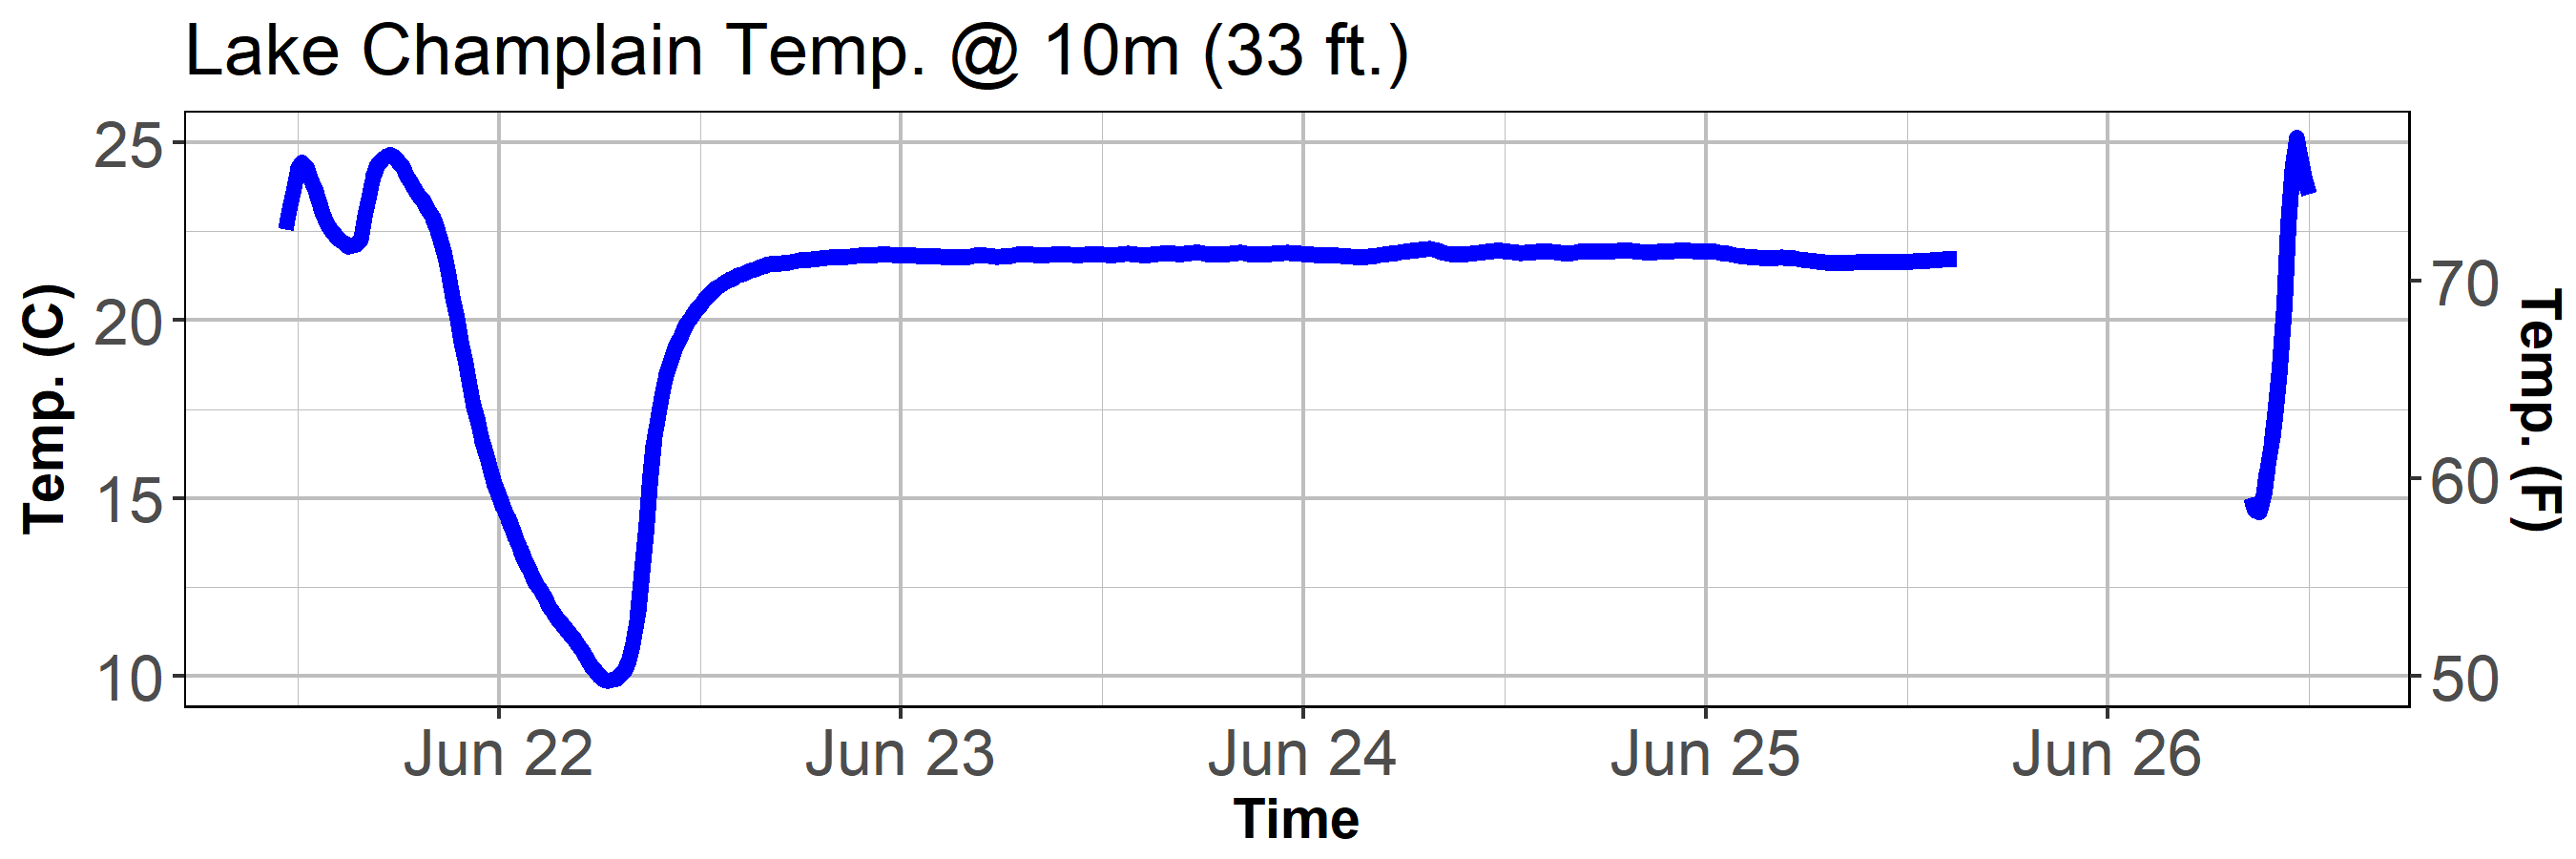 Lake Champlain Temp. @ 10m (33 ft.)
25
20
15
10
Temp. (C)
70
60
50
Temp. (F)
Jun 22 Jun 23 Jun 24 Jun 25 Jun 26
Time